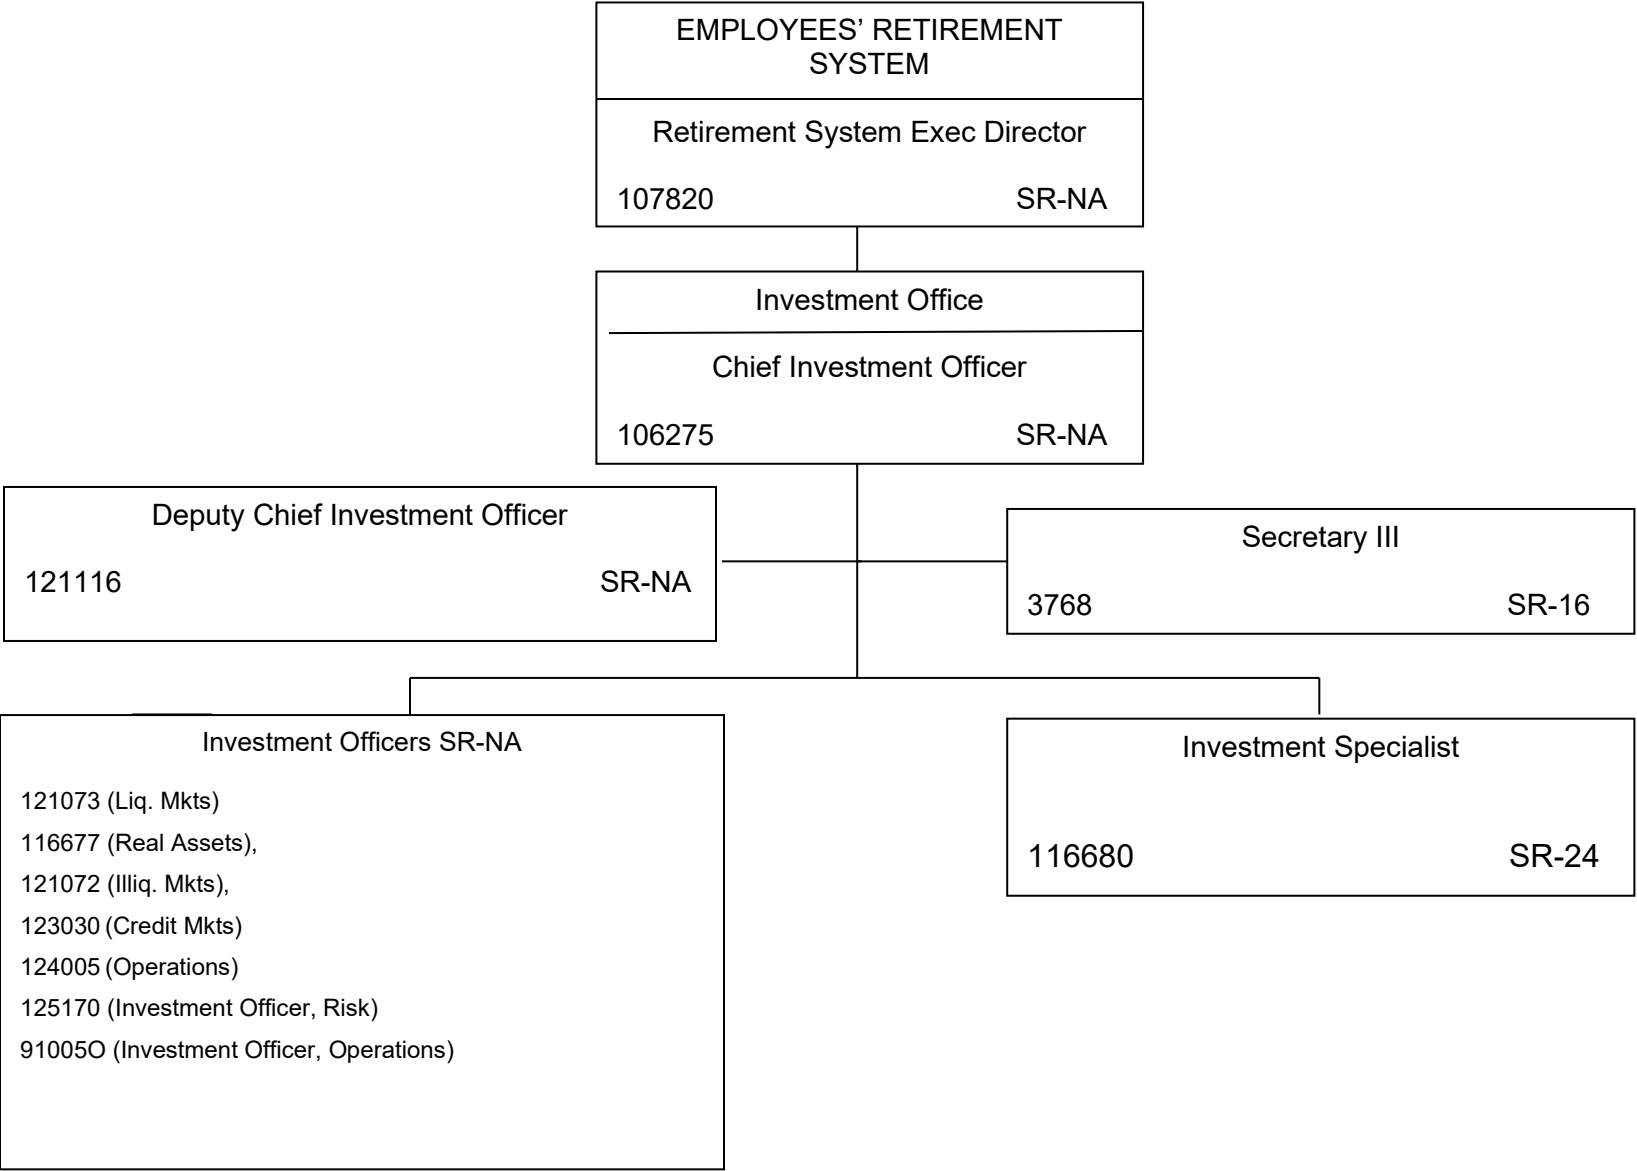 EMPLOYEES’ RETIREMENT
SYSTEM
Retirement System Exec Director
107820 SR-NA
Investment Office
Chief Investment Officer
106275 SR-NA
Deputy Chief Investment Officer
121116 SR-NA
Secretary III
3768 SR-16
Investment Officers SR-NA
121073 (Liq. Mkts)
116677 (Real Assets),
121072 (Illiq. Mkts),
123030 (Credit Mkts)
124005 (Operations)
125170 (Investment Officer, Risk)
91005O (Investment Officer, Operations)
Investment Specialist
116680 SR-24